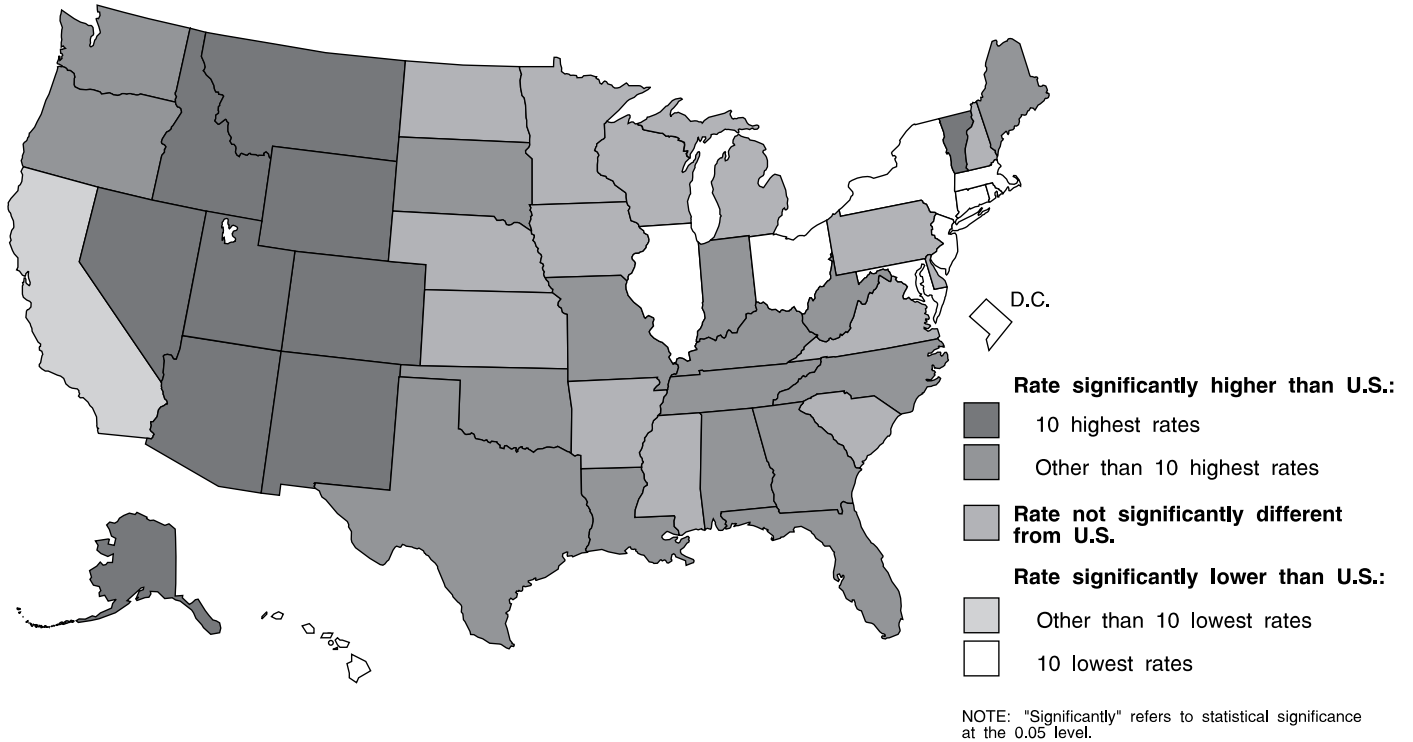 D.C.
Rate significantly higher than U.S.:
10 highest rates
Other than 10 highest rates
Rate not significantly different
from U.S.
Rate significantly lower than U.S.:
Other than 10 lowest rates
10 lowest rates
NOTE: "Significantly" refers to statistical significance
at the 0.05 level.